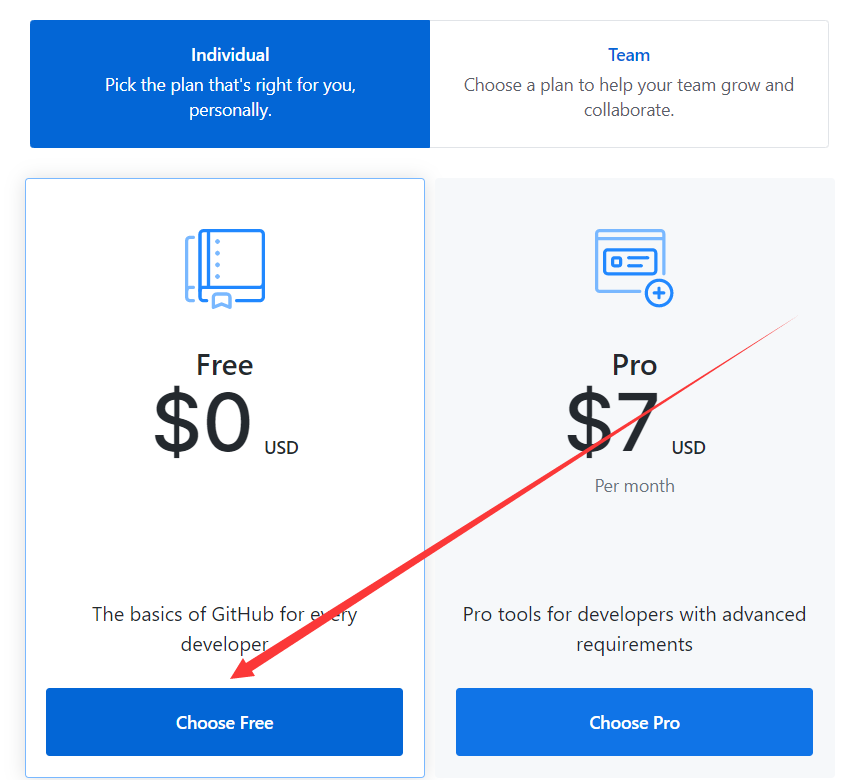 Individual
Pick the plan that's right for you,
personally.
Team
Choose a plan to help your team grow and
collaborate.
Free
$0 USD
The basics of GitHub for every
developer
Choose Free
Pro
$7 USD
Per month
Pro tools for developers with advanced
requirements
Choose Pro